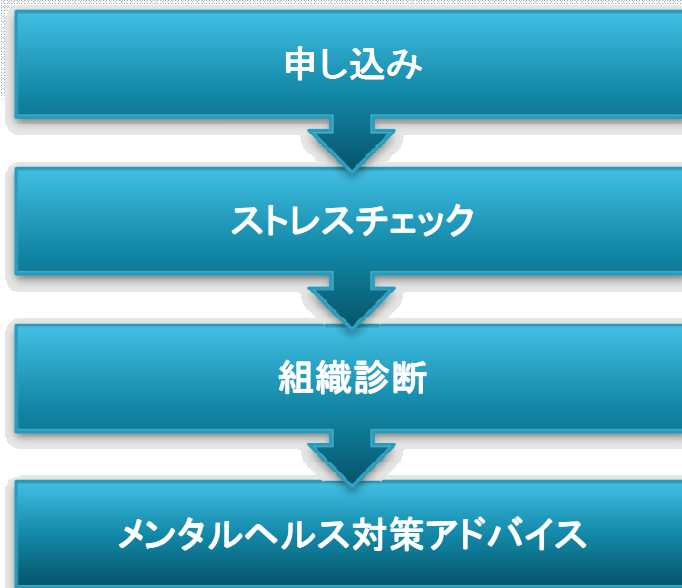 申し込み
ストレスチェック
組織診断
メンタルヘルス対策アドバイス